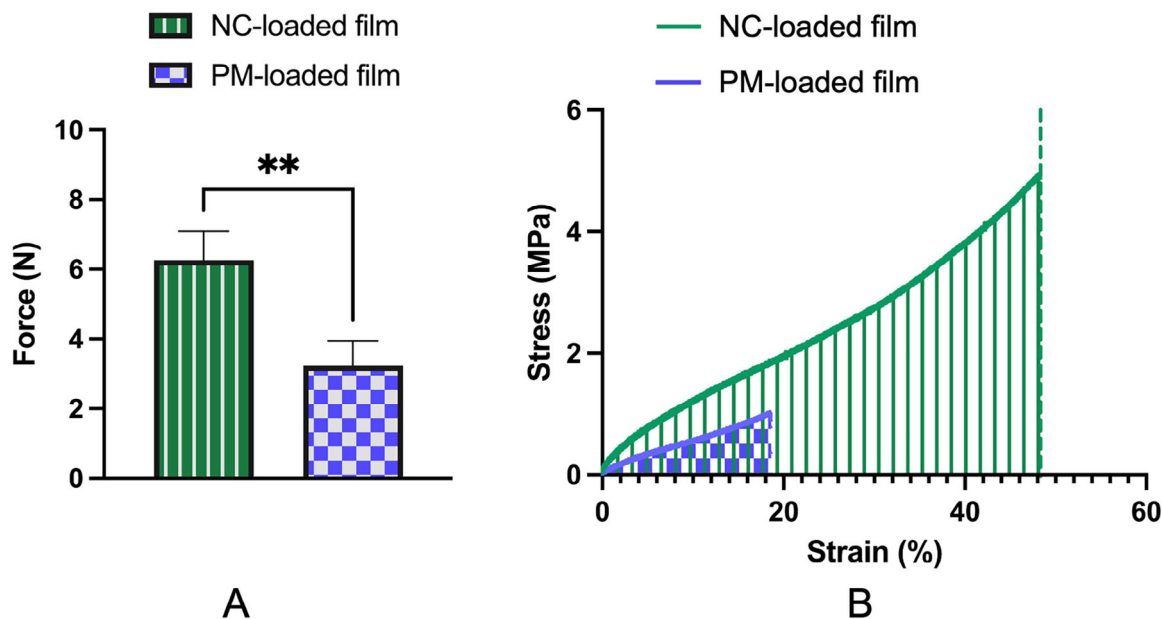 NC-loaded film
PM-loaded film
10
8
6
4
2
0
Force (N)
**
A
NC-loaded film
PM-loaded film
6
4
2
0
Stress (MPa)
0 20 40 60
Strain (%)
B